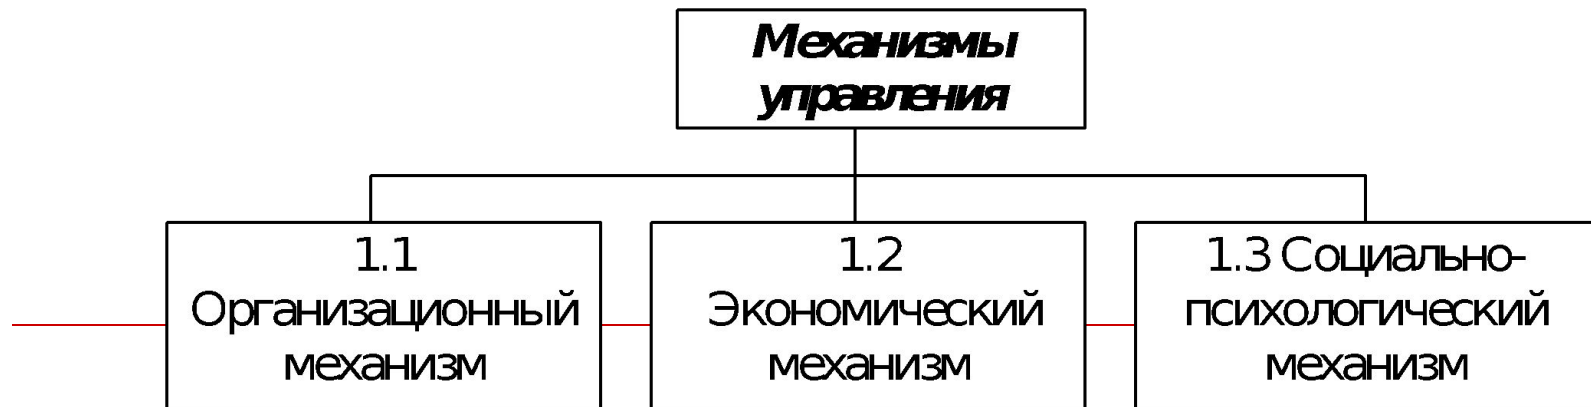 Механизмы
управления
1.1
Организационный
механизм
1.2
Экономический
механизм
1.3 Социально-
психологический
механизм